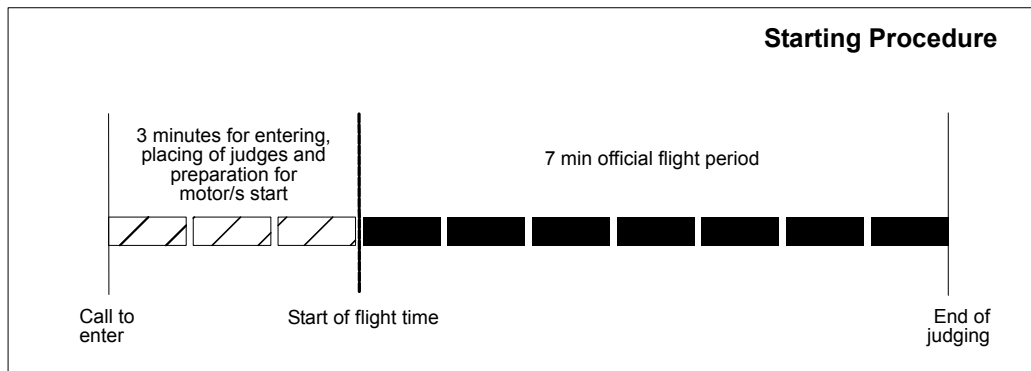 Starting Procedure
3 minutes for entering,
placing of judges and
preparation for
motor/s start
7 min official flight period
Call to
enter
Start of flight time
End of
judging